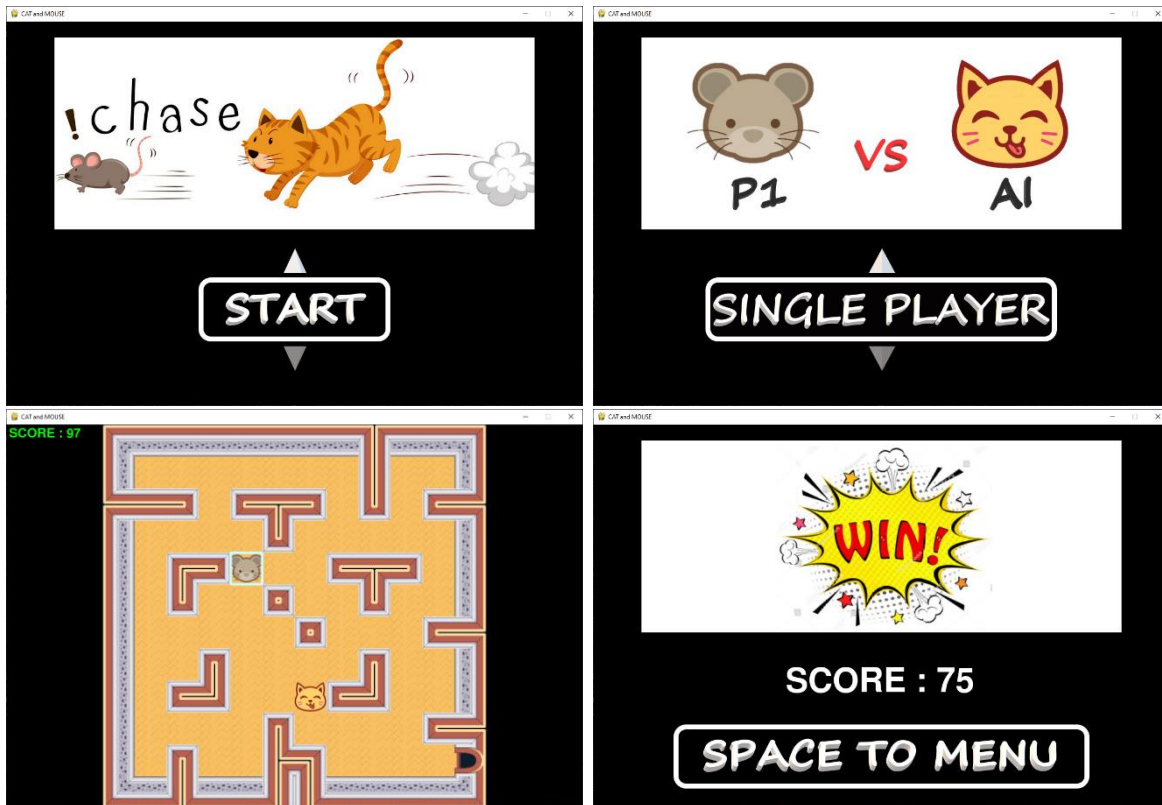 CAT and MOUSE
! chase
START
CAT and MOUSE
VS
P1
AI
SINGLE PLAYER
CAT and MOUSE
SCORE : 97
CAT and MOUSE
WIN!
SCORE : 75
SPACE TO MENU